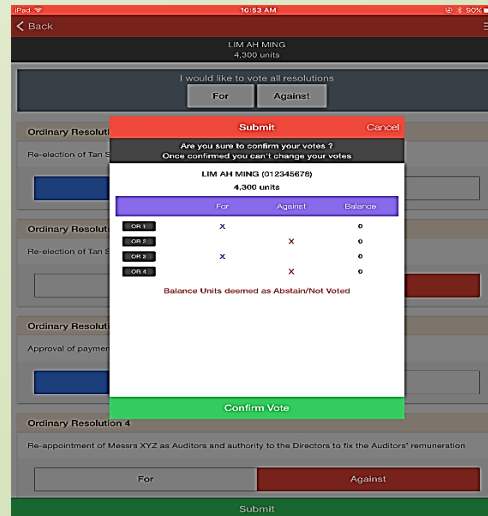 iPad
10:53 AM
90%
Back
LIM AH MING
4,300 units
I would like to vote all resolutions
For Against
Ordinary Resoluti
Re-election of Tan S
Submit Cancel
Are you sure to confirm your votes ?
Once confirmed you can't change your votes
LIM AH MING (012345678)
4,300 units
For Against Balance
OR 1 X 0
OR 2 X 0
OR 3 X 0
OR 4 X 0
Balance Units deemed as Abstain/Not Voted
Confirm Vote
Ordinary Resoluti
Re-election of Tan S
Ordinary Resoluti
Approval of paymen
Ordinary Resolution 4
Re-appointment of Messrs XYZ as Auditors and authority to the Directors to fix the Auditors' remuneration
For Against
Submit